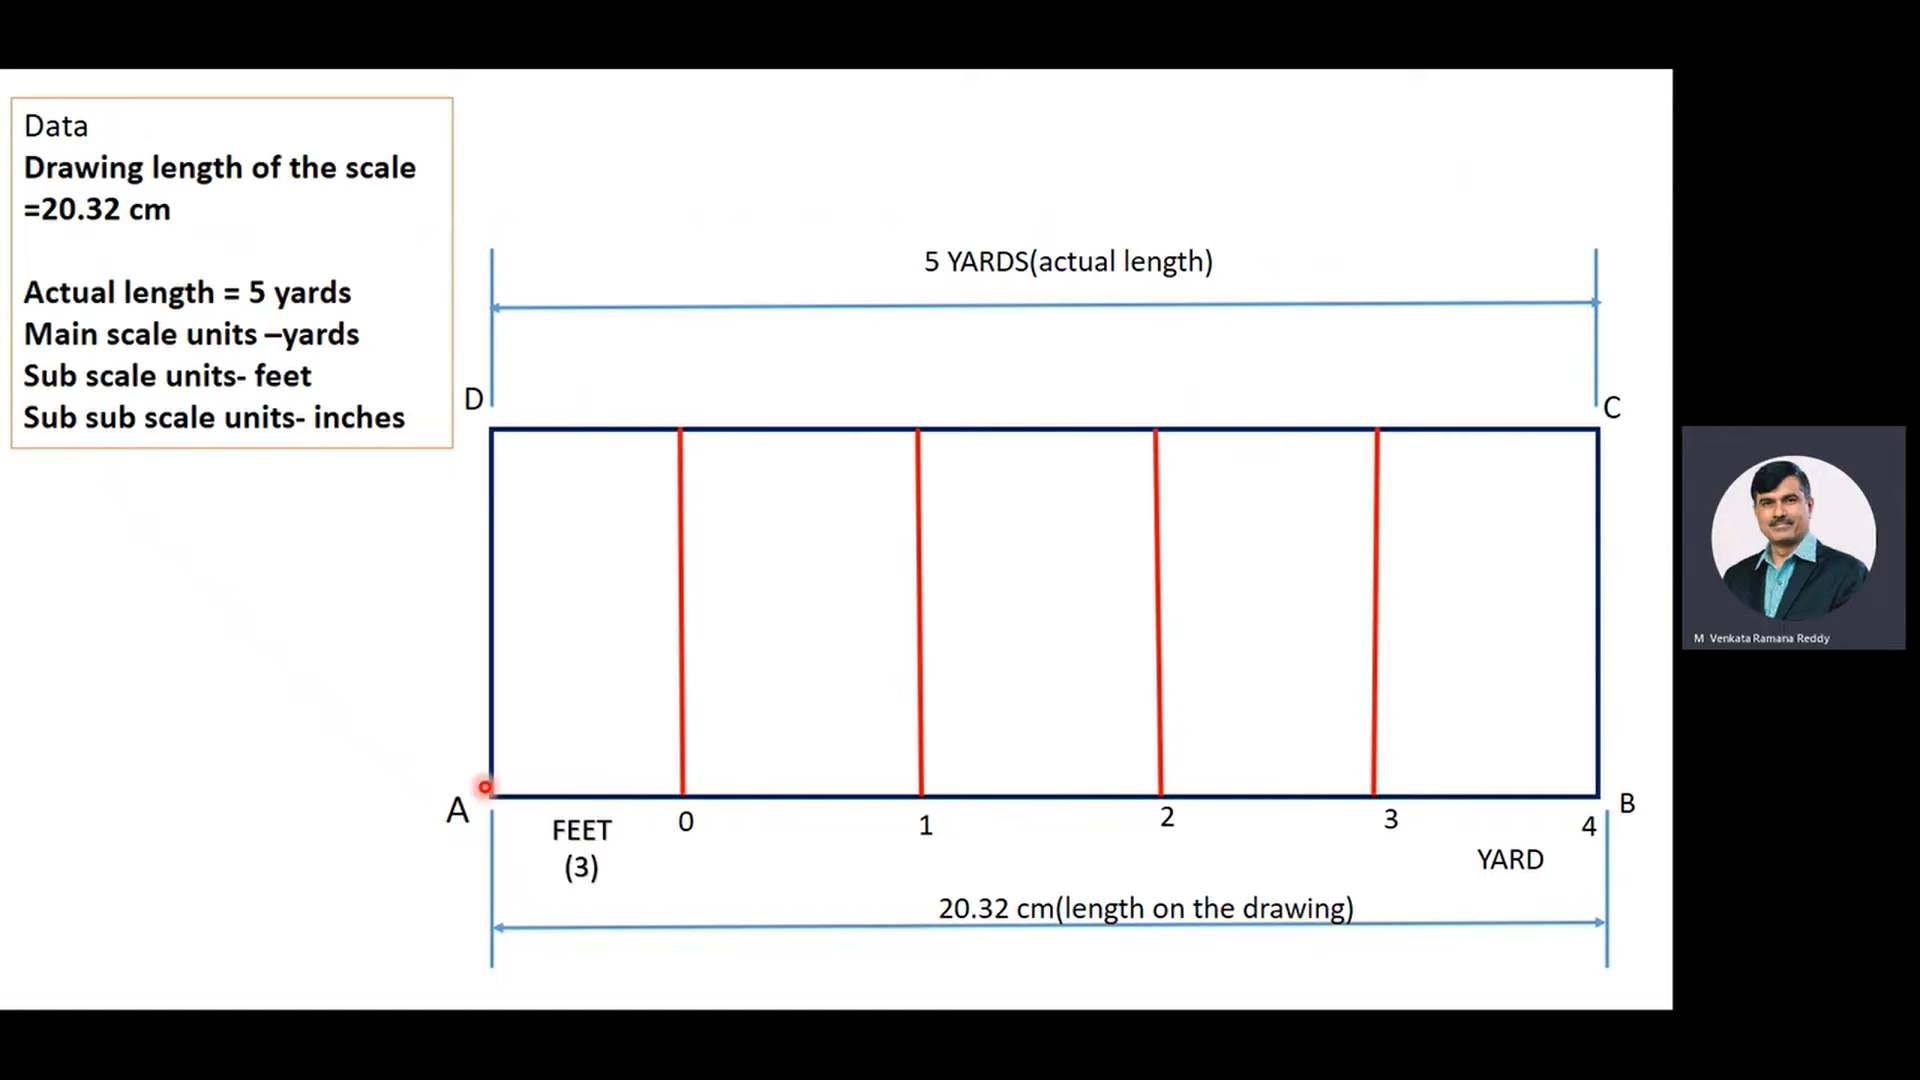 Data
Drawing length of the scale
=20.32 cm
Actual length = 5 yards
Main scale units –yards
Sub scale units- feet
Sub sub scale units- inches
5 YARDS(actual length)
D
C
A
B
FEET
(3)
0
1
2
3
4
YARD
20.32 cm(length on the drawing)
M Venkata Ramana Reddy